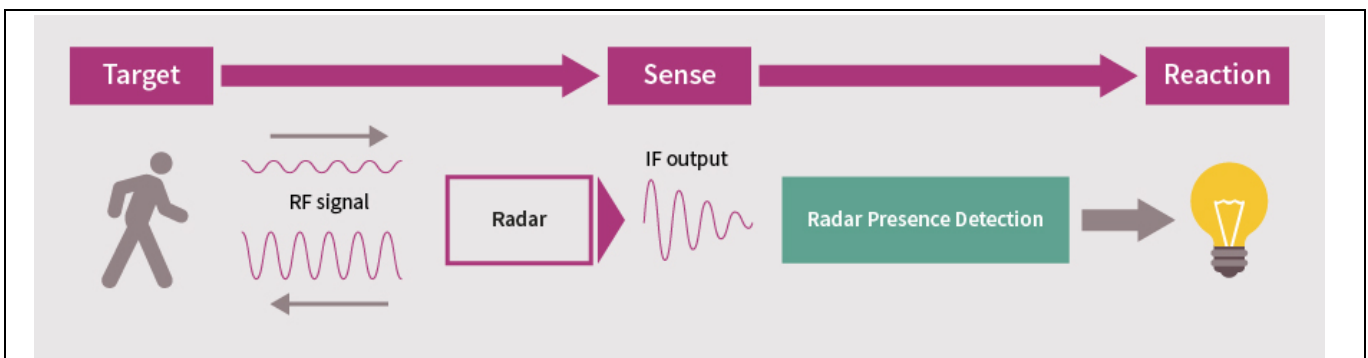 Target
Sense
Reaction
RF signal
Radar
IF output
Radar Presence Detection